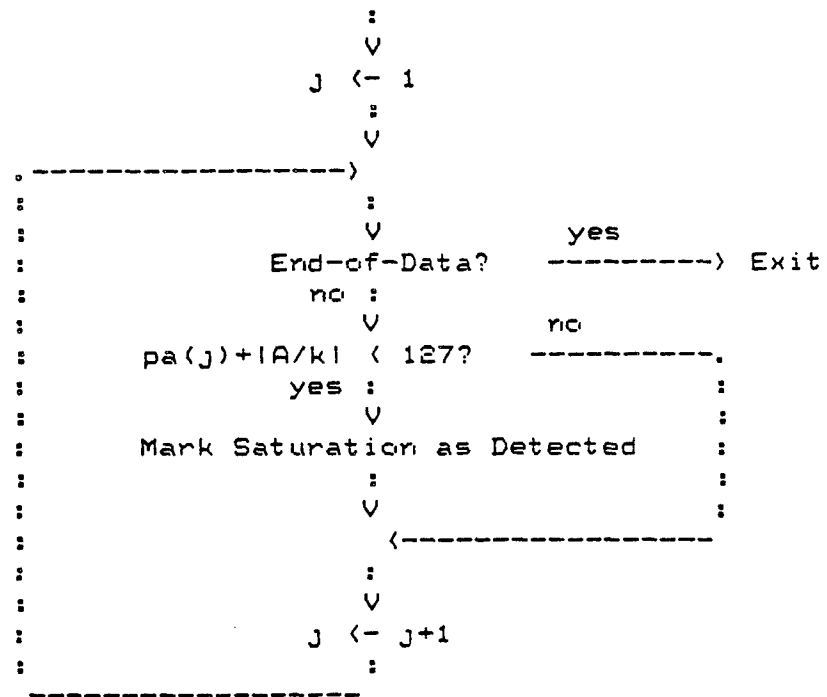 :
V
j <- 1
:
V
.------------------>
: :
: V yes
: End-of-Data? ----------> Exit
: no :
: V no
: pa(j)+|A/k| < 127? -----------.
: yes : :
: V :
: Mark Saturation as Detected :
: : :
: V :
: <------------------
: :
: V
: j <- j+1
: :
------------------